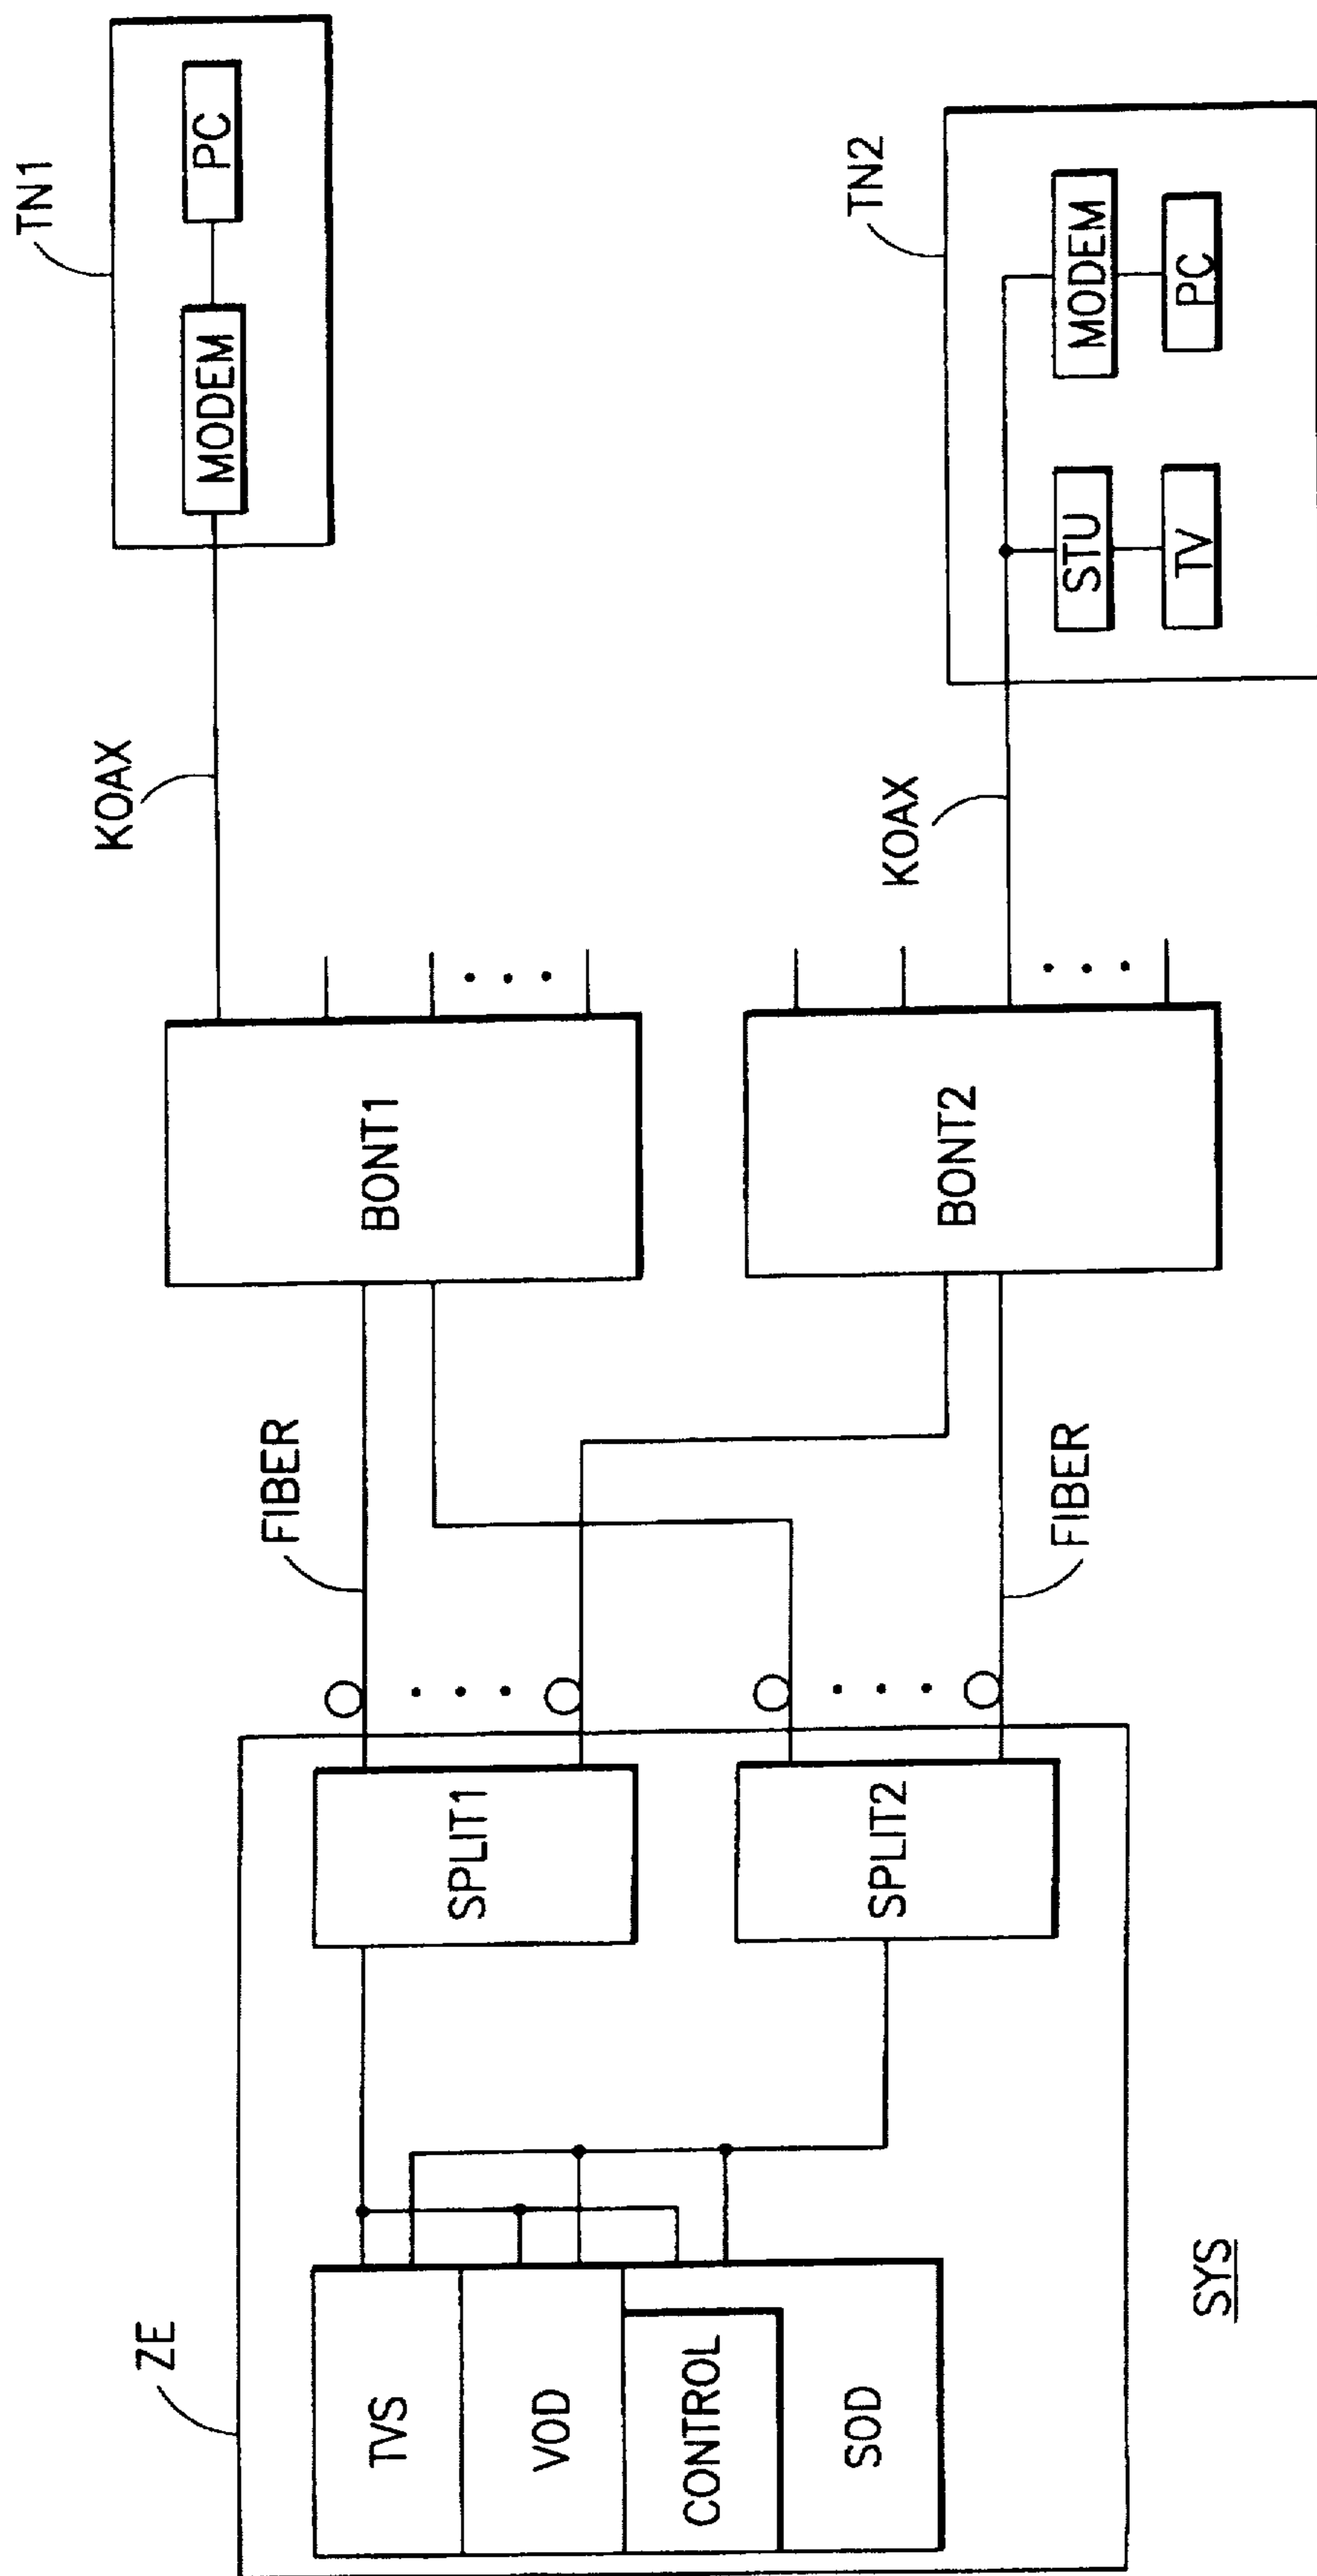 ZE
TVS
VOD
CONTROL
SOD
SPLIT1
SPLIT2
FIBER
FIBER
BONT1
BONT2
KOAX
KOAX
TN1
MODEM
PC
TN2
STU
MODEM
TV
PC
SYS